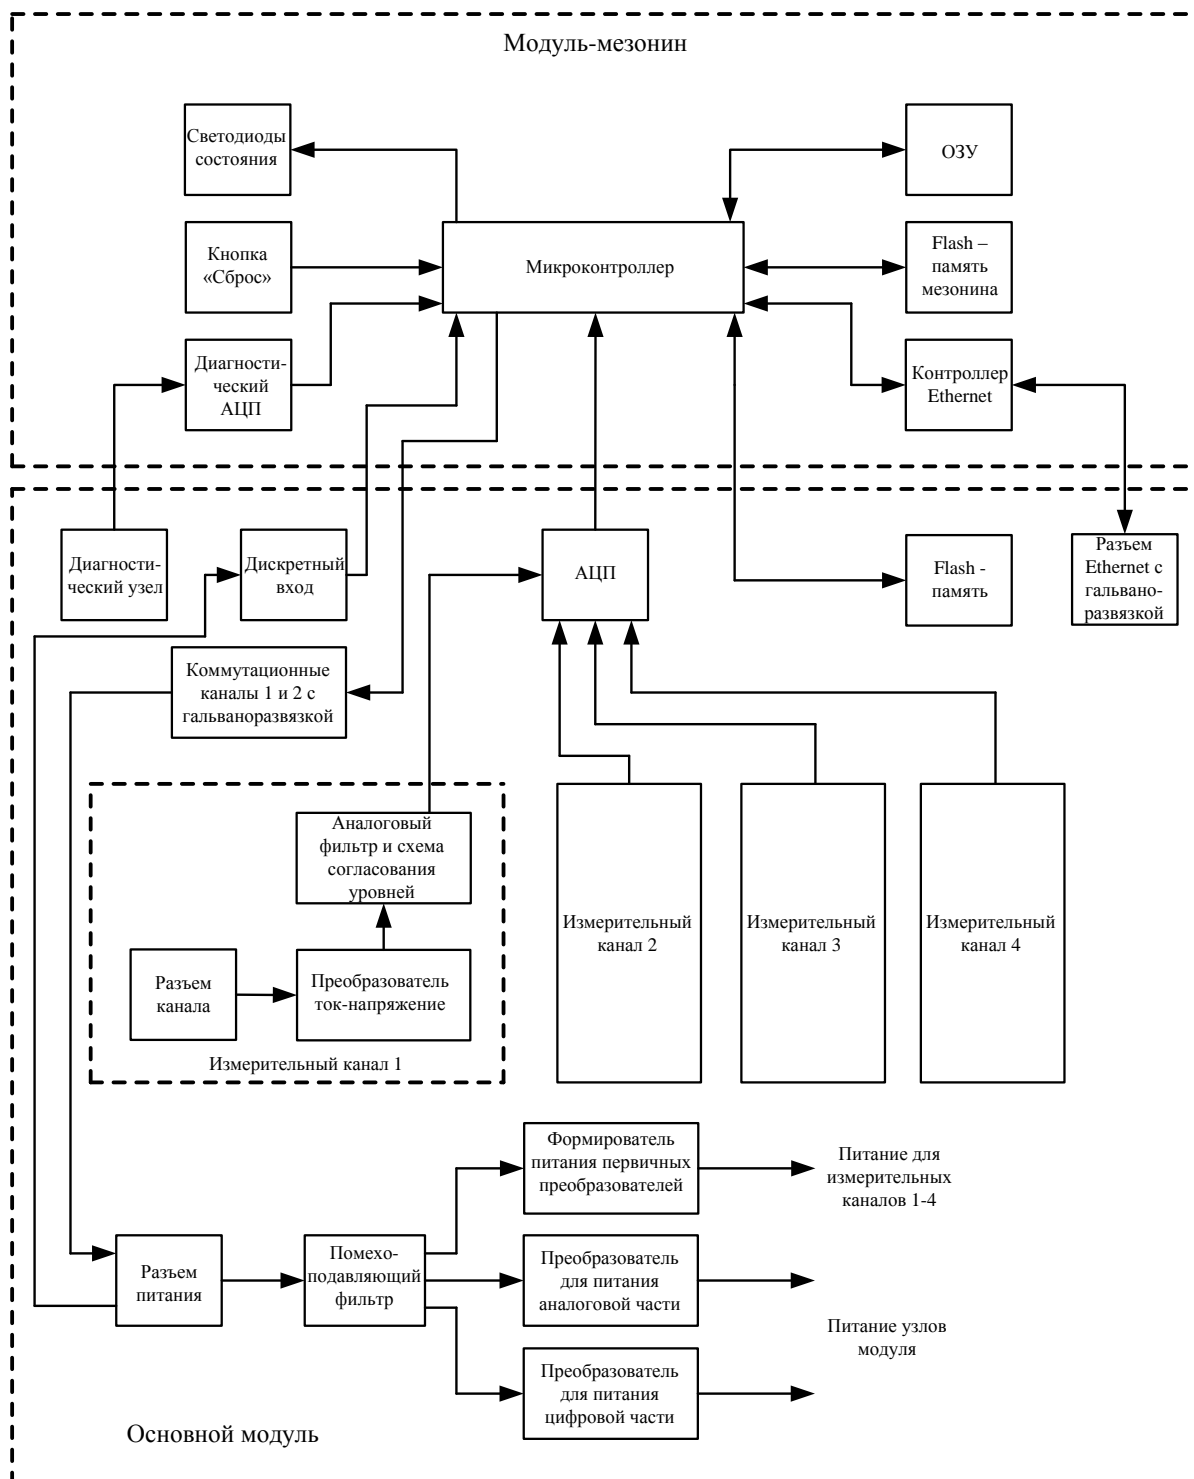 Модуль-мезонин
Светодиоды
состояния
ОЗУ
Кнопка
«Сброс»
Микроконтроллер
Flash –
память
мезонина
Диагности-
ческий
АЦП
Контроллер
Ethernet
Диагности-
ческий узел
Дискретный
вход
АЦП
Flash -
память
Разъем
Ethernet с
гальвано-
развязкой
Коммутационные
каналы 1 и 2 с
гальваноразвязкой
Аналоговый
фильтр и схема
согласования
уровней
Разъем
канала
Преобразователь
ток-напряжение
Измерительный канал 1
Измерительный
канал 2
Измерительный
канал 3
Измерительный
канал 4
Формирователь
питания первичных
преобразователей
Питание для
измерительных
каналов 1-4
Разъем
питания
Помехо-
подавляющий
фильтр
Преобразователь
для питания
аналоговой части
Питание узлов
модуля
Преобразователь
для питания
цифровой части
Основной модуль